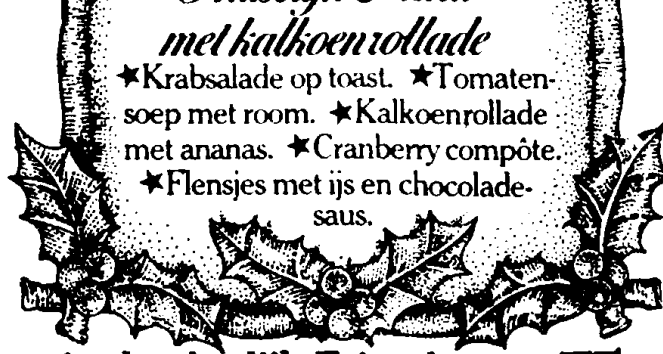 met kalkoenrollade
★Krabsalade op toast. ★Tomaten-
soep met room. ★Kalkoenrollade
met ananas. ★Cranberry compôte.
★Flensjes met ijs en chocolade-
saus.